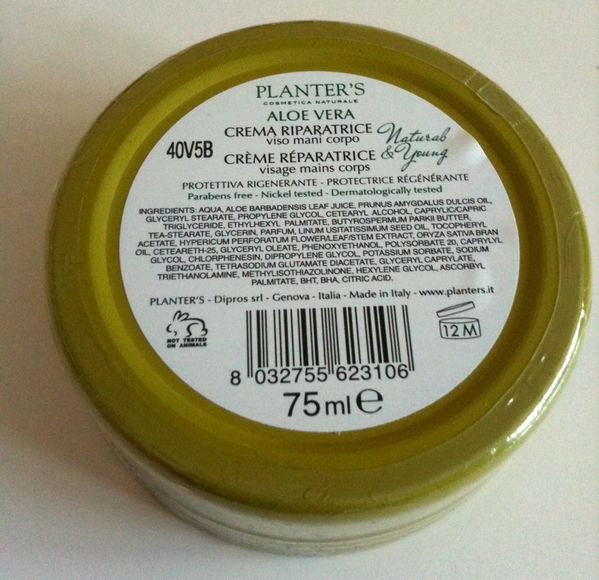 PLANTER'S
COSMETICA NATURALE
ALOE VERA
40V5B
CREMA RIPARATRICE
viso mani corpo
CRÈME RÉPARATRICE
visage mains corps
Natural
& Young
PROTETTIVA RIGENERANTE - PROTECTRICE RÉGÉNÉRANTE
Parabens free - Nickel tested - Dermatologically tested
INGREDIENTS: AQUA, ALOE BARBADENSIS LEAF JUICE, PRUNUS AMYGDALUS DULCIS OIL,
GLYCERYL STEARATE, PROPYLENE GLYCOL, CETEARYL ALCOHOL, CAPRYLIC/CAPRIC
TRIGLYCERIDE, ETHYLHEXYL PALMITATE, BUTYROSPERMUM PARKII BUTTER,
TEA-STEARATE, GLYCERIN, PARFUM, LINUM USITATISSIMUM SEED OIL, TOCOPHERYL
ACETATE, HYPERICUM PERFORATUM FLOWER/LEAF/STEM EXTRACT, ORYZA SATIVA BRAN
OIL, CETEARETH-25, GLYCERYL OLEATE, PHENOXYETHANOL, POLYSORBATE 20, CAPRYLYL
GLYCOL, CHLORPHENESIN, DIPROPYLENE GLYCOL, POTASSIUM SORBATE, SODIUM
BENZOATE, TETRASODIUM GLUTAMATE DIACETATE, GLYCERYL CAPRYLATE,
TRIETHANOLAMINE, METHYLISOTHIAZOLINONE, HEXYLENE GLYCOL, ASCORBYL
PALMITATE, BHT, BHA, CITRIC ACID.
PLANTER'S - Dipros srl - Genova - Italia - Made in Italy - www.planters.it
NOT TESTED
ON ANIMALS
12 M
8 032755 623106
75 ml e